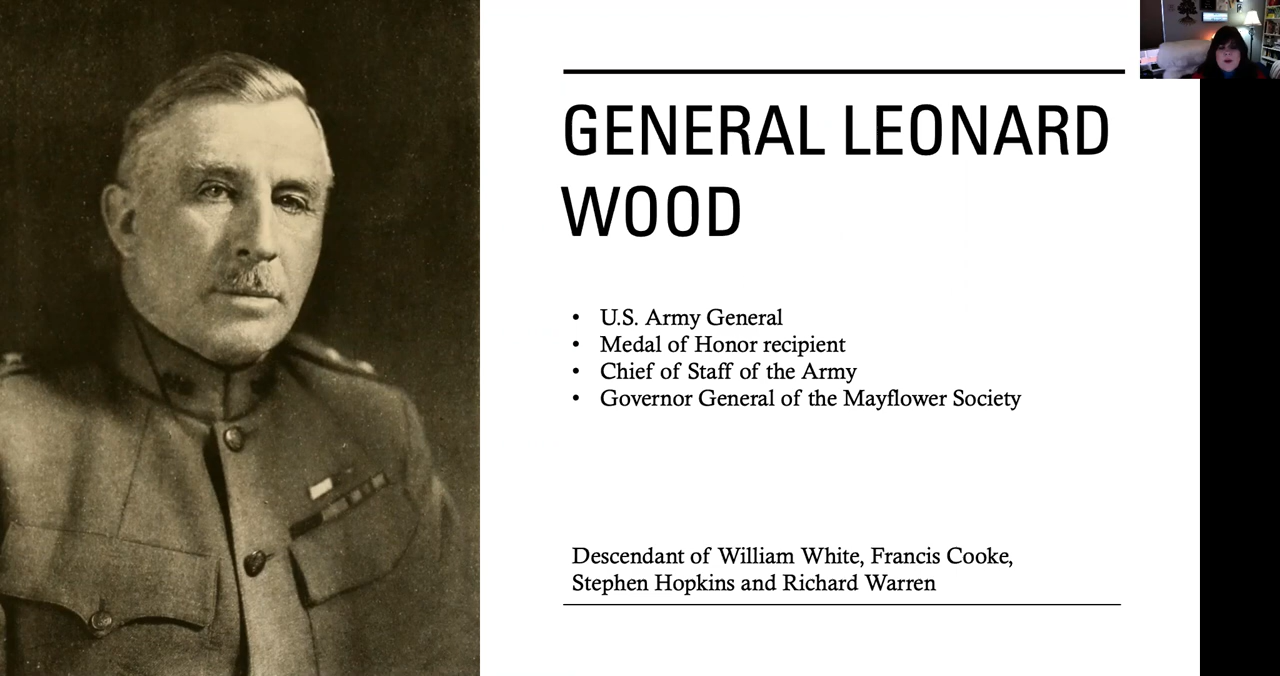 GENERAL LEONARD
WOOD
• U.S. Army General
• Medal of Honor recipient
• Chief of Staff of the Army
• Governor General of the Mayflower Society
Descendant of William White, Francis Cooke,
Stephen Hopkins and Richard Warren